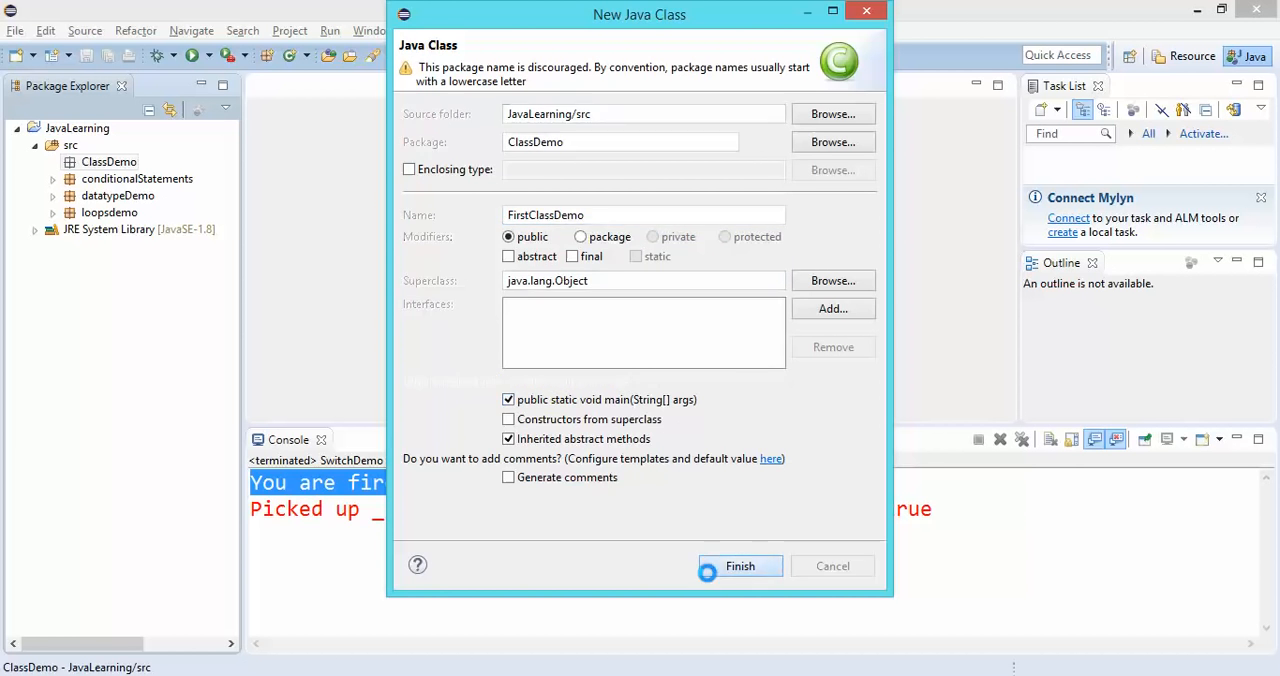 New Java Class
File Edit Source Refactor Navigate Search Project Run Windo
Quick Access
Resource
Java
Java Class
This package name is discouraged. By convention, package names usually start
with a lowercase letter
Package Explorer
JavaLearning
src
ClassDemo
conditionalStatements
datatypeDemo
loopsdemo
JRE System Library [JavaSE-1.8]
Source folder: JavaLearning/src Browse...
Package: ClassDemo Browse...
Enclosing type: Browse...
Name: FirstClassDemo
Modifiers: public package private protected
abstract final static
Superclass: java.lang.Object Browse...
Interfaces: Add...
Remove
public static void main(String[] args)
Constructors from superclass
Inherited abstract methods
Do you want to add comments? (Configure templates and default value here)
Generate comments
Finish Cancel
Task List
Find All Activate...
Connect Mylyn
Connect to your task and ALM tools or
create a local task.
Outline
An outline is not available.
Console
<terminated> SwitchDemo
You are fir
Picked up _ rue
ClassDemo - JavaLearning/src